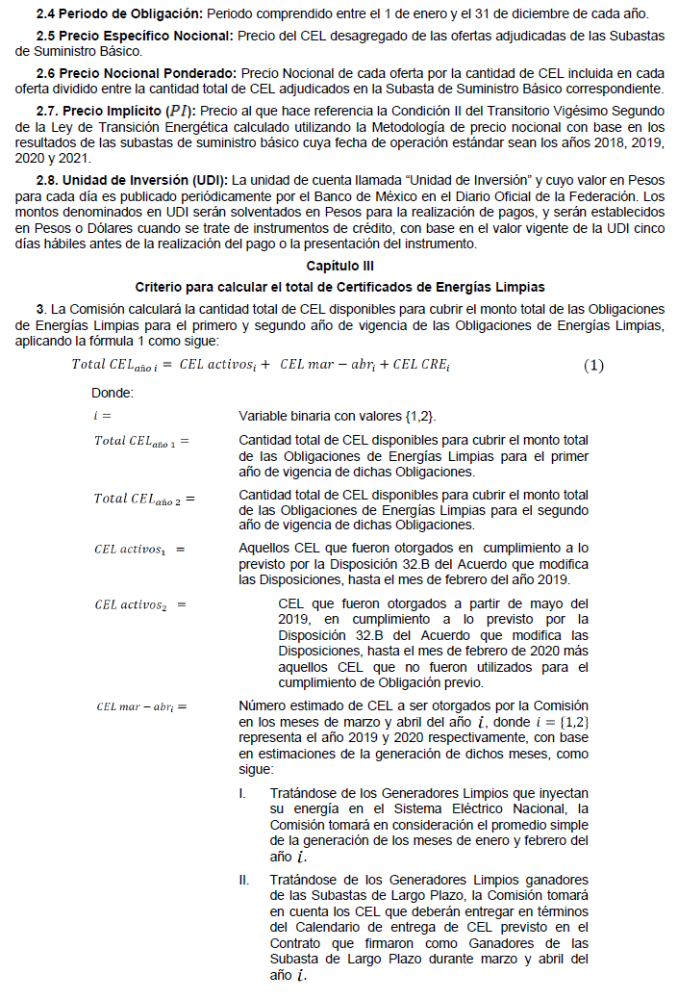 2.4 Periodo de Obligación: Periodo comprendido entre el 1 de enero y el 31 de diciembre de cada año.
2.5 Precio Específico Nocional: Precio del CEL desagregado de las ofertas adjudicadas de las Subastas
de Suministro Básico.
2.6 Precio Nocional Ponderado: Precio Nocional de cada oferta por la cantidad de CEL incluida en cada
oferta dividido entre la cantidad total de CEL adjudicados en la Subasta de Suministro Básico correspondiente.
2.7. Precio Implícito (PI): Precio al que hace referencia la Condición II del Transitorio Vigésimo Segundo
de la Ley de Transición Energética calculado utilizando la Metodología de precio nocional con base en los
resultados de las subastas de suministro básico cuya fecha de operación estándar sean los años 2018, 2019,
2020 y 2021.
2.8. Unidad de Inversión (UDI): La unidad de cuenta llamada “Unidad de Inversión” y cuyo valor en Pesos
para cada día es publicado periódicamente por el Banco de México en el Diario Oficial de la Federación. Los
montos denominados en UDI serán solventados en Pesos para la realización de pagos, y serán establecidos
en Pesos o Dólares cuando se trate de instrumentos de crédito, con base en el valor vigente de la UDI cinco
días hábiles antes de la realización del pago o la presentación del instrumento.
Capítulo III
Criterio para calcular el total de Certificados de Energías Limpias
3. La Comisión calculará la cantidad total de CEL disponibles para cubrir el monto total de las Obligaciones
de Energías Limpias para el primero y segundo año de vigencia de las Obligaciones de Energías Limpias,
aplicando la fórmula 1 como sigue:
Total CEL año i = CEL activos i + CEL mar − abr i + CEL CRE i (1)
Donde:
i = Variable binaria con valores {1,2}.
Total CEL año 1 = Cantidad total de CEL disponibles para cubrir el monto total
de las Obligaciones de Energías Limpias para el primer
año de vigencia de dichas Obligaciones.
Total CEL año 2 = Cantidad total de CEL disponibles para cubrir el monto total
de las Obligaciones de Energías Limpias para el segundo
año de vigencia de dichas Obligaciones.
CEL activos₁ = Aquellos CEL que fueron otorgados en cumplimiento a lo
previsto por la Disposición 32.B del Acuerdo que modifica
las Disposiciones, hasta el mes de febrero del año 2019.
CEL activos₂ = CEL que fueron otorgados a partir de mayo del
2019, en cumplimiento a lo previsto por la
Disposición 32.B del Acuerdo que modifica las
Disposiciones, hasta el mes de febrero de 2020 más
aquellos CEL que no fueron utilizados para el
cumplimiento de Obligación previo.
CEL mar − abr i = Número estimado de CEL a ser otorgados por la Comisión
en los meses de marzo y abril del año i, donde i = {1,2}
representa el año 2019 y 2020 respectivamente, con base
en estimaciones de la generación de dichos meses, como
sigue:
I. Tratándose de los Generadores Limpios que inyectan
su energía en el Sistema Eléctrico Nacional, la
Comisión tomará en consideración el promedio simple
de la generación de los meses de enero y febrero del
año i.
II. Tratándose de los Generadores Limpios ganadores
de las Subastas de Largo Plazo, la Comisión tomará
en cuenta los CEL que deberán entregar en términos
del Calendario de entrega de CEL previsto en el
Contrato que firmaron como Ganadores de las
Subasta de Largo Plazo durante marzo y abril del
año i.